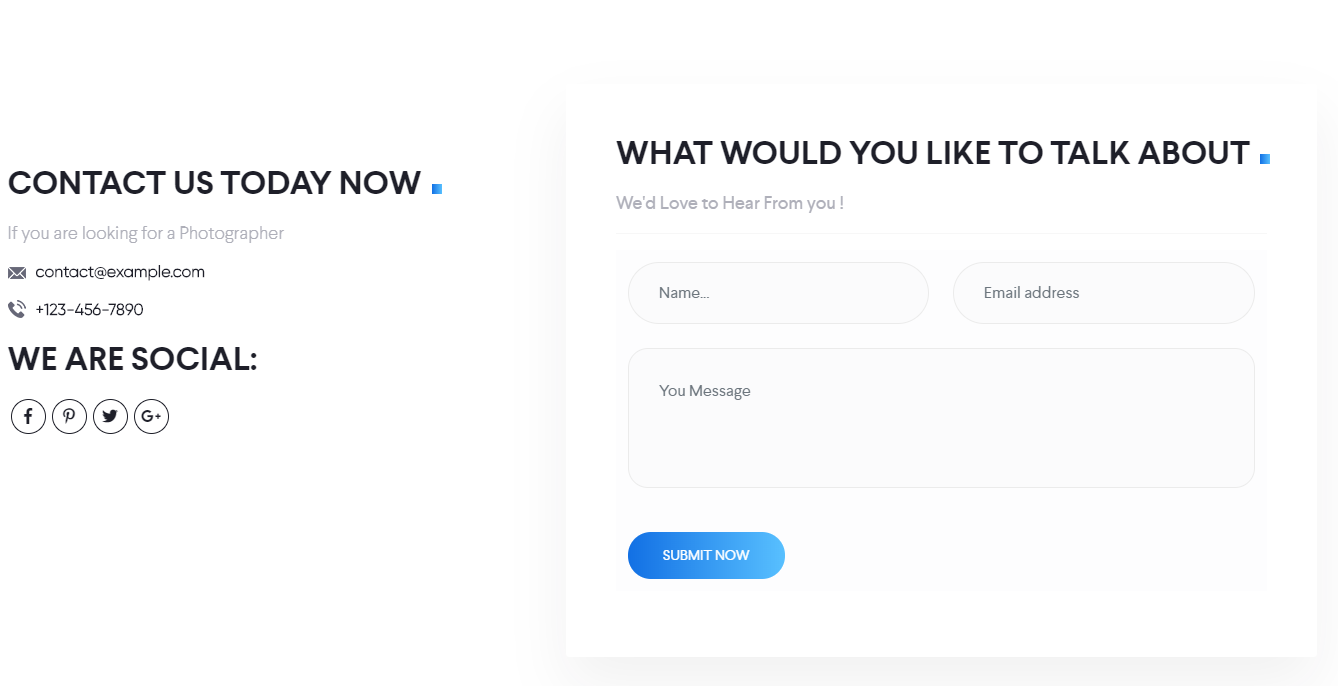 CONTACT US TODAY NOW
If you are looking for a Photographer
contact@example.com
+123-456-7890
WE ARE SOCIAL:
WHAT WOULD YOU LIKE TO TALK ABOUT
We'd Love to Hear From you !
Name...
Email address
You Message
SUBMIT NOW